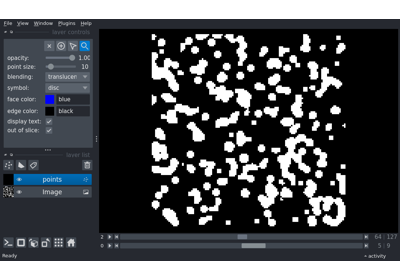 File View Window Plugins Help
layer controls
opacity: 1.00
point size: 10
blending: translucen
symbol: disc
face color: blue
edge color: black
display text:
out of slice:
layer list
points
Image
2 64 127
0 5 9
Ready activity